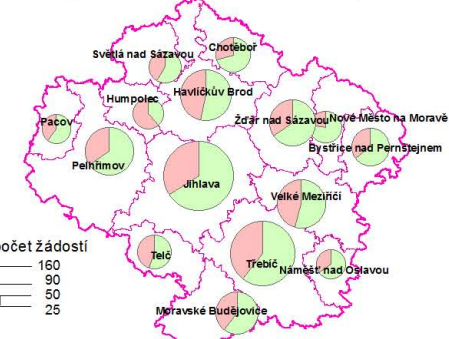 Chotěboř
Světlá nad Sázavou
Havlíčkův Brod
Humpolec
Pacov
Žďár nad Sázavou
Nové Město na Moravě
Bystřice nad Pernštejnem
Pelhřimov
Jihlava
Velké Meziříčí
Telč
Třebíč
Náměšť nad Oslavou
Moravské Budějovice
počet žádostí
160
90
50
25